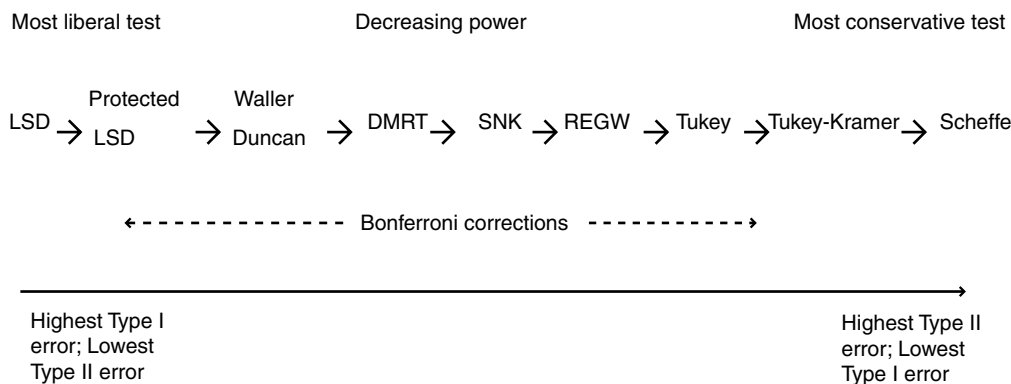 Most liberal test Decreasing power Most conservative test
Protected Waller
LSD LSD Duncan DMRT SNK REGW Tukey Tukey-Kramer Scheffe
Bonferroni corrections
Highest Type I
error; Lowest
Type II error
Highest Type II
error; Lowest
Type I error